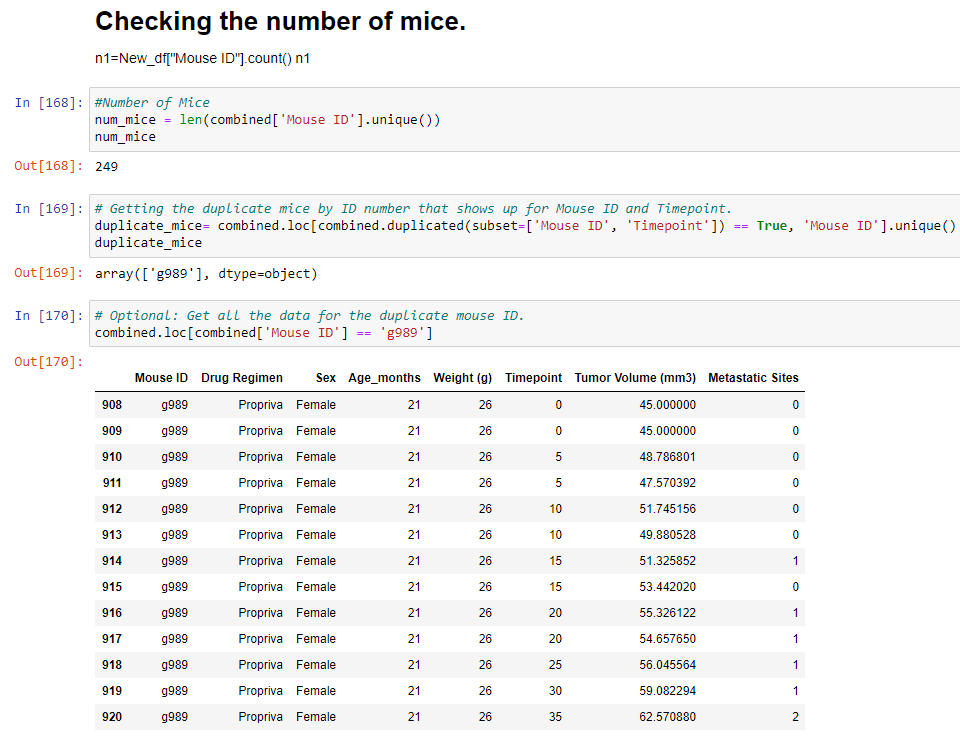 Checking the number of mice.
n1=New_df["Mouse ID"].count() n1
In [168]: #Number of Mice
num_mice = len(combined['Mouse ID'].unique())
num_mice
Out[168]: 249
In [169]: # Getting the duplicate mice by ID number that shows up for Mouse ID and Timepoint.
duplicate_mice= combined.loc[combined.duplicated(subset=['Mouse ID', 'Timepoint']) == True, 'Mouse ID'].unique()
duplicate_mice
Out[169]: array(['g989'], dtype=object)
In [170]: # Optional: Get all the data for the duplicate mouse ID.
combined.loc[combined['Mouse ID'] == 'g989']
Out[170]:
Mouse ID Drug Regimen Sex Age_months Weight (g) Timepoint Tumor Volume (mm3) Metastatic Sites
908 g989 Propriva Female 21 26 0 45.000000 0
909 g989 Propriva Female 21 26 0 45.000000 0
910 g989 Propriva Female 21 26 5 48.786801 0
911 g989 Propriva Female 21 26 5 47.570392 0
912 g989 Propriva Female 21 26 10 51.745156 0
913 g989 Propriva Female 21 26 10 49.880528 0
914 g989 Propriva Female 21 26 15 51.325852 1
915 g989 Propriva Female 21 26 15 53.442020 0
916 g989 Propriva Female 21 26 20 55.326122 1
917 g989 Propriva Female 21 26 20 54.657650 1
918 g989 Propriva Female 21 26 25 56.045564 1
919 g989 Propriva Female 21 26 30 59.082294 1
920 g989 Propriva Female 21 26 35 62.570880 2